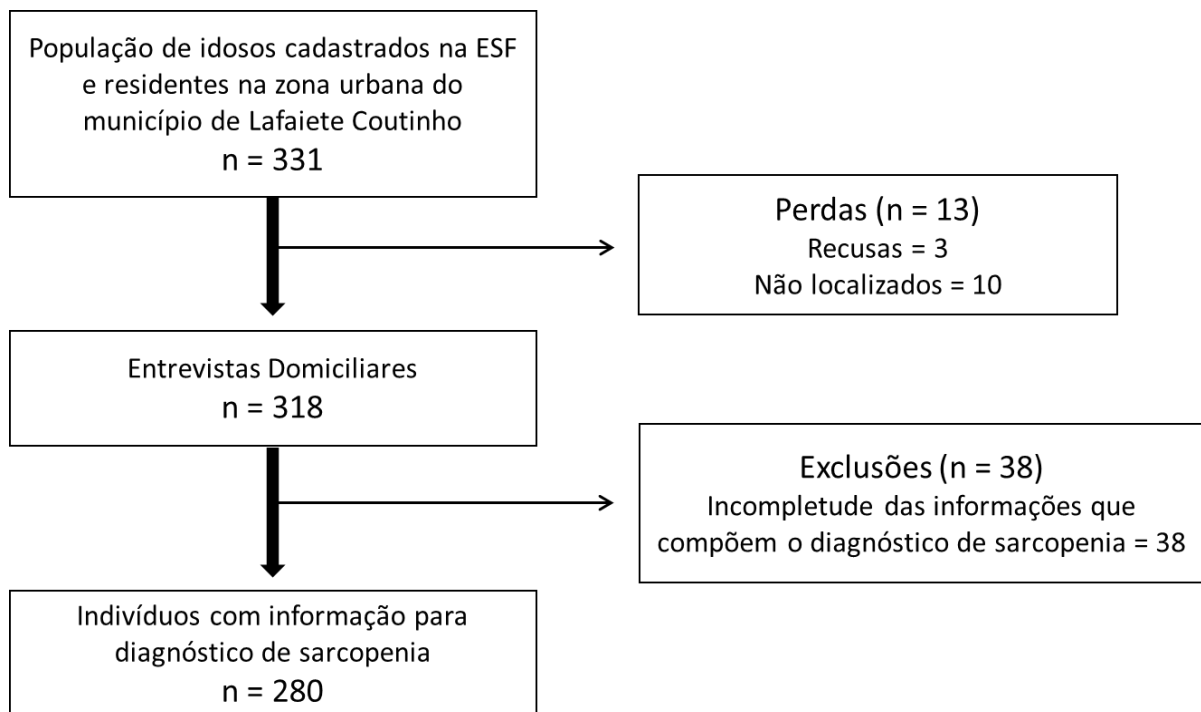 População de idosos cadastrados na ESF
e residentes na zona urbana do
município de Lafaiete Coutinho
n = 331
Perdas (n = 13)
Recusas = 3
Não localizados = 10
Entrevistas Domiciliares
n = 318
Exclusões (n = 38)
Incompletude das informações que
compõem o diagnóstico de sarcopenia = 38
Indivíduos com informação para
diagnóstico de sarcopenia
n = 280